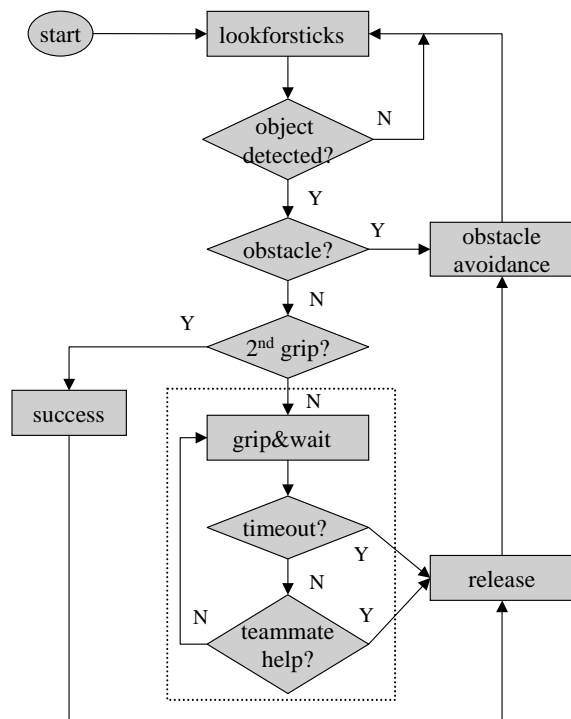 start
lookforsticks
N
object
detected?
Y
obstacle?
Y
obstacle
avoidance
N
Y
2nd grip?
success
N
grip&wait
timeout?
Y
N
release
N
Y
teammate
help?